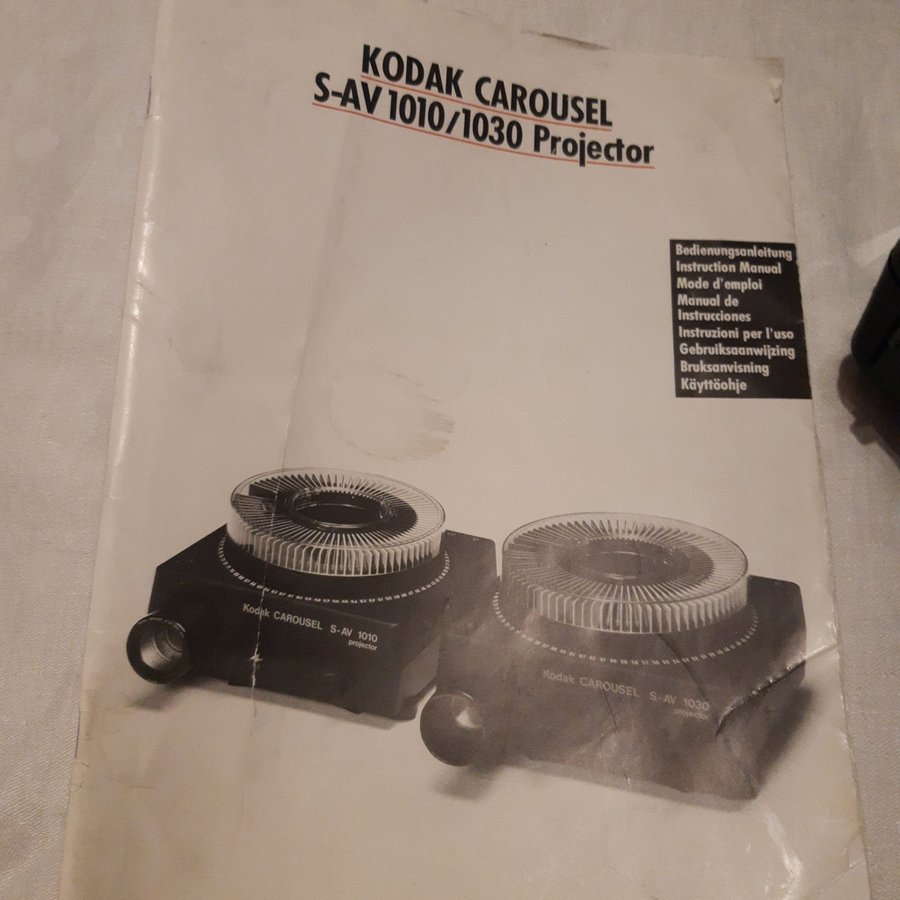 KODAK CAROUSEL
S-AV 1010/1030 Projector
Bedienungsanleitung
Instruction Manual
Mode d'emploi
Manual de
Instrucciones
Instruzioni per l'uso
Gebruiksaanwijzing
Bruksanvisning
Käyttöohje
Kodak CAROUSEL S-AV 1010
projector
Kodak CAROUSEL S-AV 1030
projector